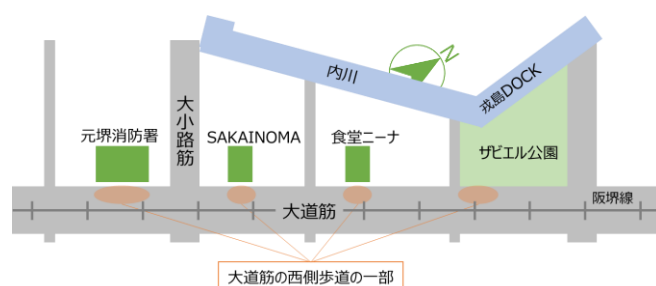 N
内川
戎島DOCK
大小路筋
元堺消防署
SAKAINOMA
食堂ニーナ
ザビエル公園
阪堺線
大道筋
大道筋の西側歩道の一部